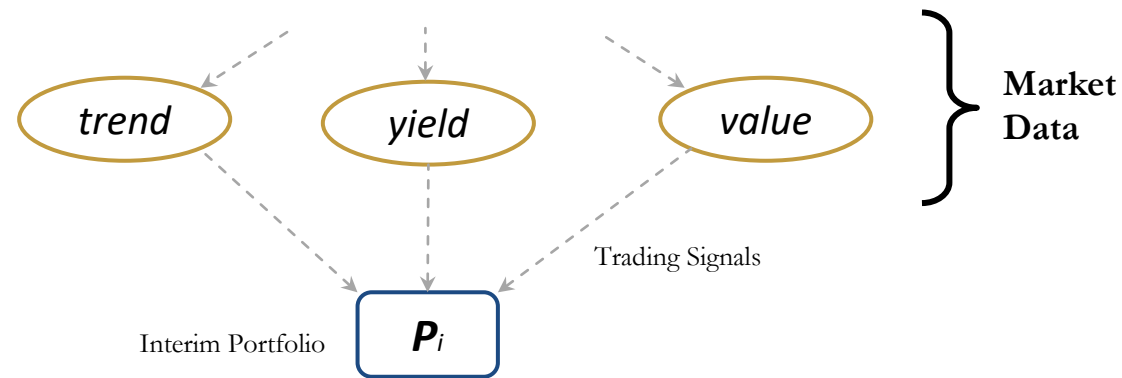 trend
yield
value
Market
Data
Trading Signals
Interim Portfolio
Pi